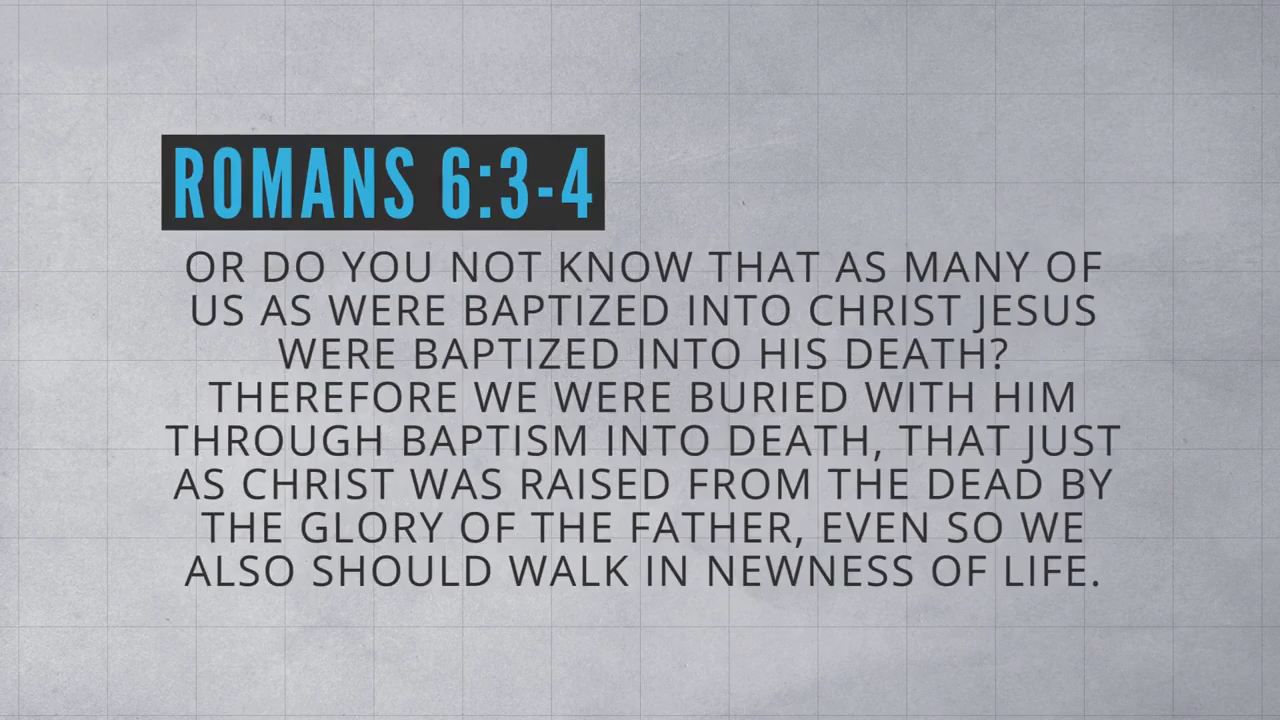 ROMANS 6:3-4
OR DO YOU NOT KNOW THAT AS MANY OF
US AS WERE BAPTIZED INTO CHRIST JESUS
WERE BAPTIZED INTO HIS DEATH?
THEREFORE WE WERE BURIED WITH HIM
THROUGH BAPTISM INTO DEATH, THAT JUST
AS CHRIST WAS RAISED FROM THE DEAD BY
THE GLORY OF THE FATHER, EVEN SO WE
ALSO SHOULD WALK IN NEWNESS OF LIFE.